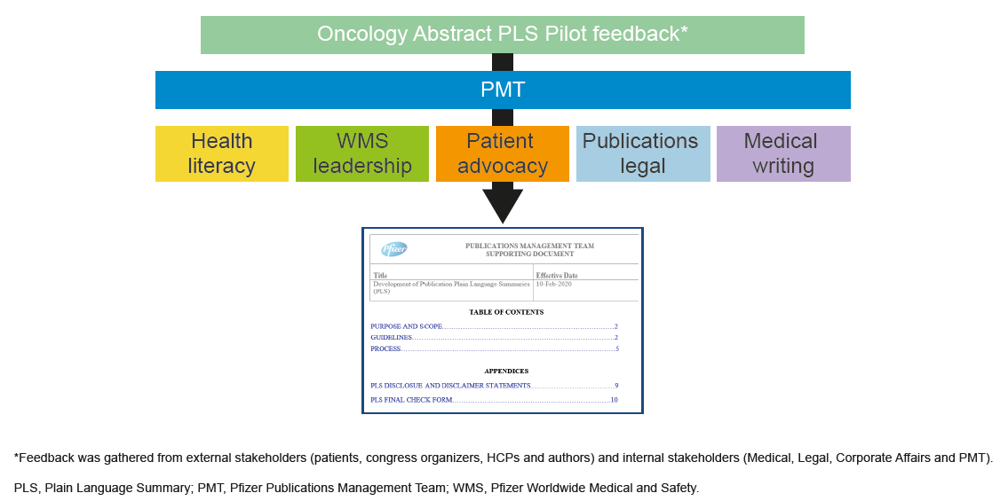 Oncology Abstract PLS Pilot feedback*
PMT
Health
literacy
WMS
leadership
Patient
advocacy
Publications
legal
Medical
writing
Pfizer
PUBLICATIONS MANAGEMENT TEAM
SUPPORTING DOCUMENT
Title
Effective Date
Development of Publication Plain Language Summaries
(PLS)
10-Feb-2020
TABLE OF CONTENTS
PURPOSE AND SCOPE 2
GUIDELINES 2
PROCESS 5
APPENDICES
PLS DISCLOSUE AND DISCLAIMER STATEMENTS 9
PLS FINAL CHECK FORM 10
*Feedback was gathered from external stakeholders (patients, congress organizers, HCPs and authors) and internal stakeholders (Medical, Legal, Corporate Affairs and PMT).
PLS, Plain Language Summary; PMT, Pfizer Publications Management Team; WMS, Pfizer Worldwide Medical and Safety.